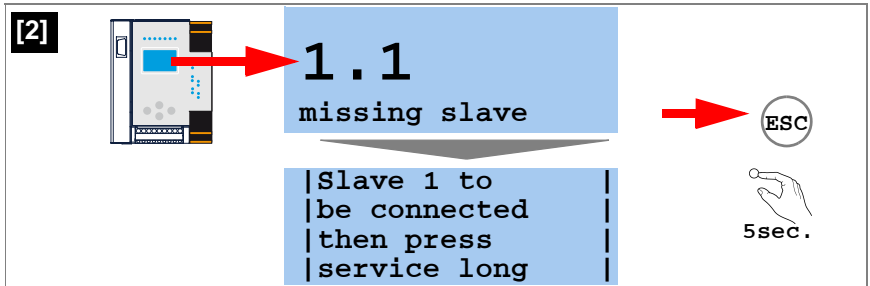 [2]
1.1
missing slave
ESC
|Slave 1 to |
|be connected |
|then press |
|service long |
5sec.